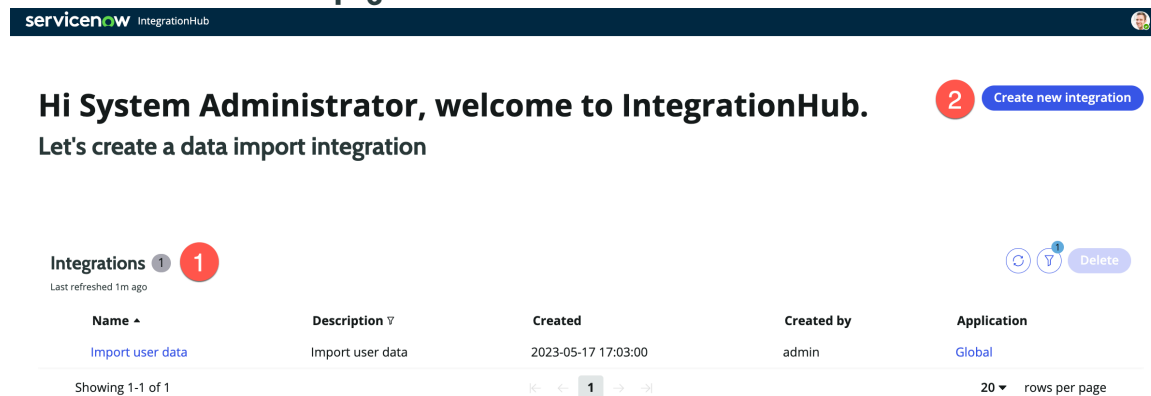 servicenow IntegrationHub
Hi System Administrator, welcome to IntegrationHub.
2
Create new integration
Let's create a data import integration
Integrations 1
1
1
Delete
Last refreshed 1m ago
Name Description Created Created by Application
Import user data Import user data 2023-05-17 17:03:00 admin Global
Showing 1-1 of 1 1 20 rows per page